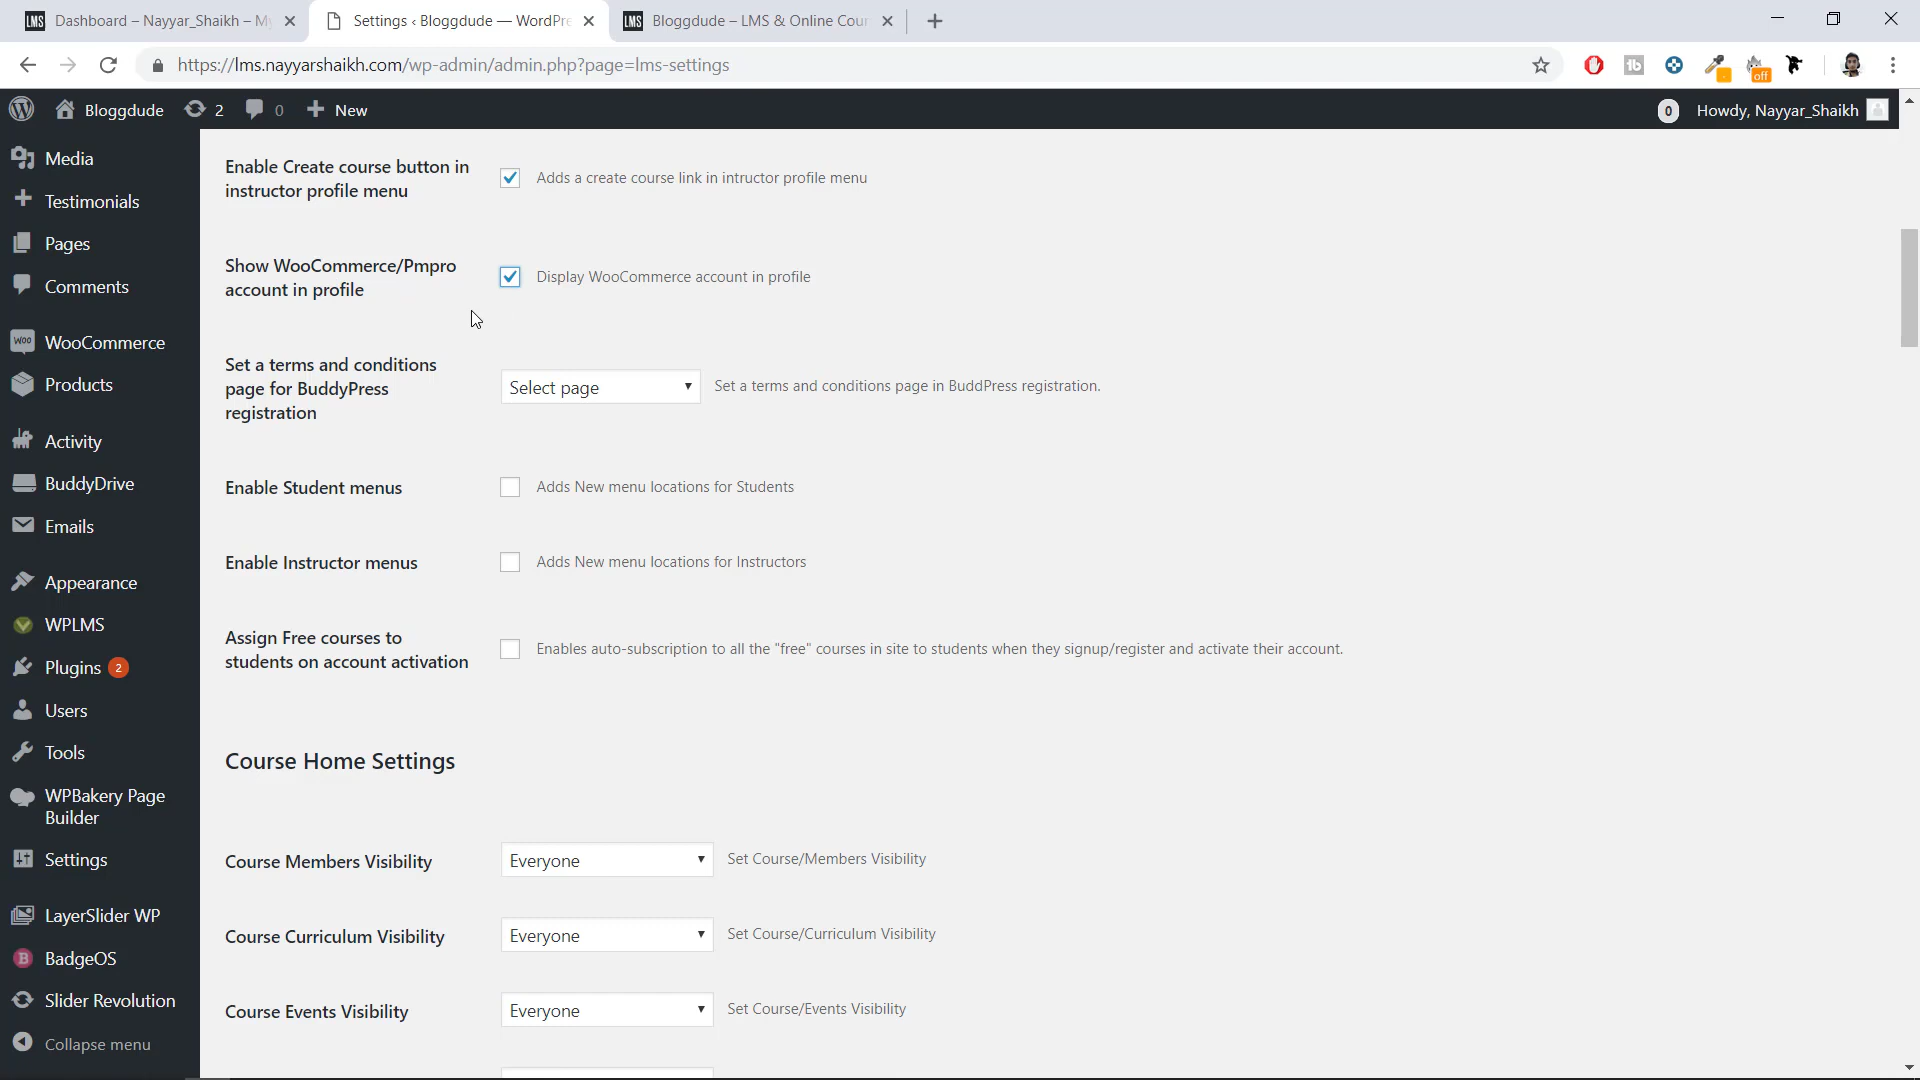 LMS Dashboard – Nayyar_Shaikh – My
Settings ‹ Bloggdude — WordPre
LMS Bloggdude – LMS & Online Cour
https://lms.nayyarshaikh.com/wp-admin/admin.php?page=lms-settings
off
Bloggdude 2 0 New
0 Howdy, Nayyar_Shaikh
Media
Testimonials
Pages
Comments
WooCommerce
Products
Activity
BuddyDrive
Emails
Appearance
WPLMS
Plugins 2
Users
Tools
WPBakery Page
Builder
Settings
LayerSlider WP
BadgeOS
Slider Revolution
Collapse menu
Enable Create course button in
instructor profile menu
Adds a create course link in intructor profile menu
Show WooCommerce/Pmpro
account in profile
Display WooCommerce account in profile
Set a terms and conditions
page for BuddyPress
registration
Select page
Set a terms and conditions page in BuddPress registration.
Enable Student menus
Adds New menu locations for Students
Enable Instructor menus
Adds New menu locations for Instructors
Assign Free courses to
students on account activation
Enables auto-subscription to all the "free" courses in site to students when they signup/register and activate their account.
Course Home Settings
Course Members Visibility
Everyone
Set Course/Members Visibility
Course Curriculum Visibility
Everyone
Set Course/Curriculum Visibility
Course Events Visibility
Everyone
Set Course/Events Visibility